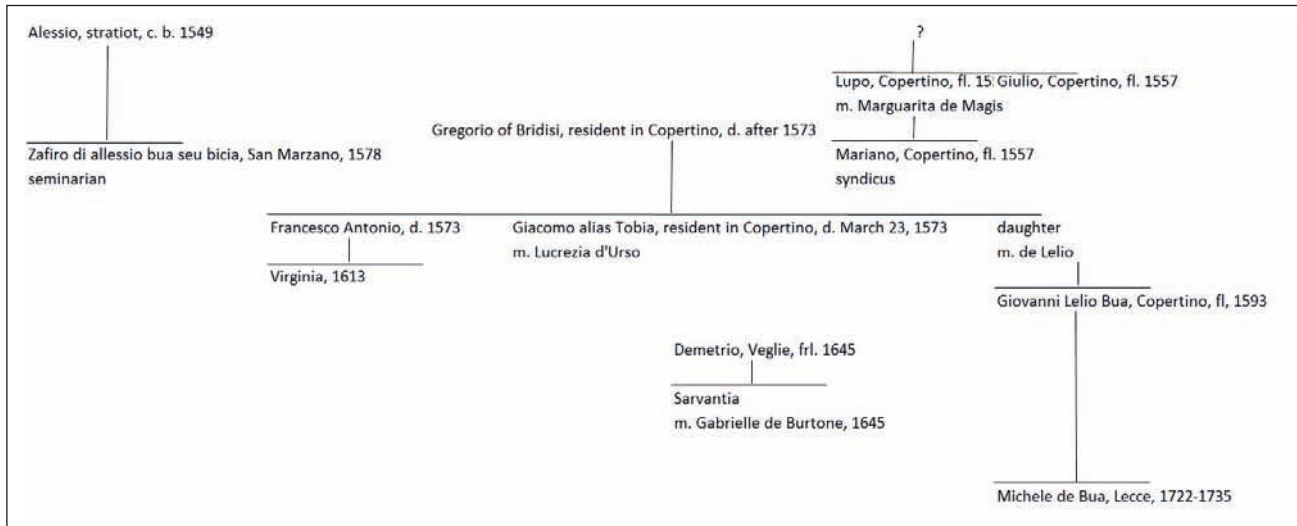 Alessio, stratiot, c. b. 1549
?
Lupo, Copertino, fl. 15 Giulio, Copertino, fl. 1557
m. Marguarita de Magis
Gregorio of Bridisi, resident in Copertino, d. after 1573
Zafiro di allessio bua seu bicia, San Marzano, 1578
seminarian
Mariano, Copertino, fl. 1557
syndicus
Francesco Antonio, d. 1573
Virginia, 1613
Giacomo alias Tobia, resident in Copertino, d. March 23, 1573
m. Lucrezia d'Urso
daughter
m. de Lelio
Giovanni Lelio Bua, Copertino, fl, 1593
Demetrio, Veglie, frl. 1645
Sarvantia
m. Gabrielle de Burtone, 1645
Michele de Bua, Lecce, 1722-1735